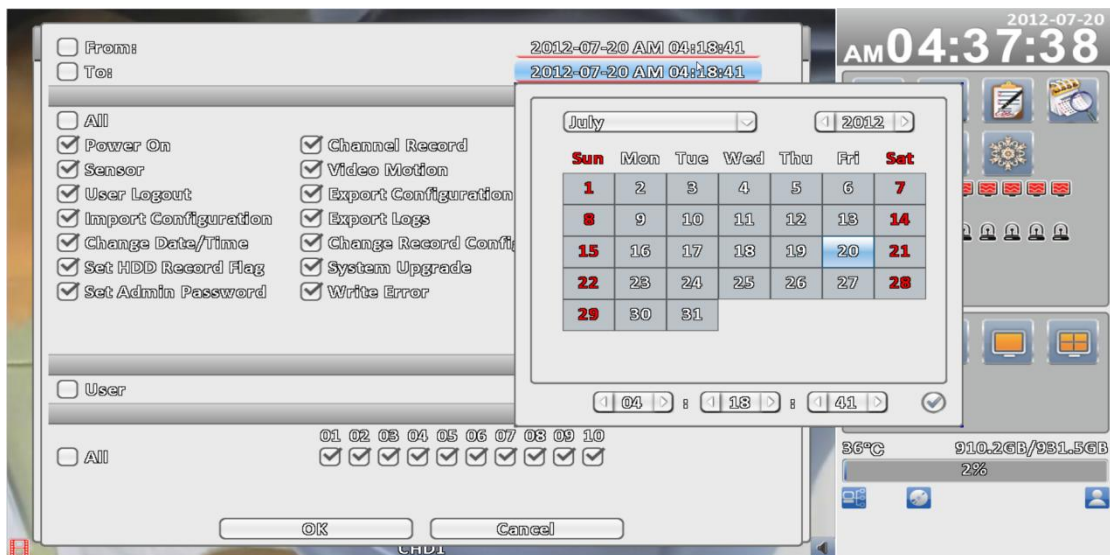 2012-07-20
AM 04:37:38
From: 2012-07-20 AM 04:18:41
To: 2012-07-20 AM 04:18:41
July 2012
Sun Mon Tue Wed Thu Fri Sat
1 2 3 4 5 6 7
8 9 10 11 12 13 14
15 16 17 18 19 20 21
22 23 24 25 26 27 28
29 30 31
04 : 18 : 41
All
Power On Channel Record
Sensor Video Motion
User Logout Export Configuration
Import Configuration Export Logs
Change Date/Time Change Record
Set HDD Record Flag System Upgrade
Set Admin Password Write Error
User
01 02 03 04 05 06 07 08 09 10
All
OK Cancel
36°C 910.2GB/931.5GB
2%
CHD1